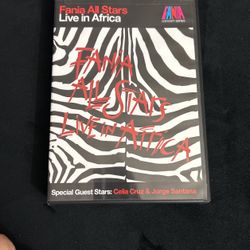 Fania All Stars
Live in Africa
FANIA
FANIA
ALL-STARS
LIVE IN AFRICA
Special Guest Stars: Celia Cruz & Jorge Santana